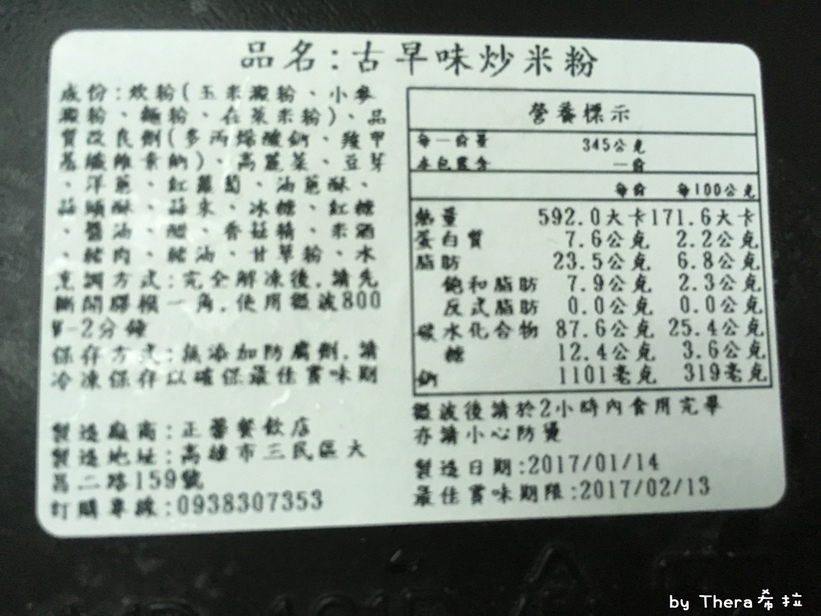 品名:古早味炒米粉
成份:炊粉(玉米澱粉、小麥
澱粉、麵粉、在萊米粉)、品
質改良劑(多丙烯酸鈉、羧甲
基纖維素鈉)、高麗菜、豆芽
、洋蔥、紅蘿蔔、油蔥酥、
蒜頭酥、蒜末、冰糖、紅糖
、醬油、醋、香菇精、米酒
、豬肉、豬油、甘草粉、水
烹調方式:完全解凍後,請先
撕開膠模一角,使用微波800
W-2分鐘
保存方式:無添加防腐劑,請
冷凍保存以確保最佳賞味期
製造廠商:正馨餐飲店
製造地址:高雄市三民區大
昌二路159號
訂購專線:0938307353
營養標示
每一份量 345公克
本包裝含 一份
每份 每100公克
熱量 592.0大卡 171.6大卡
蛋白質 7.6公克 2.2公克
脂肪 23.5公克 6.8公克
飽和脂肪 7.9公克 2.3公克
反式脂肪 0.0公克 0.0公克
碳水化合物 87.6公克 25.4公克
糖 12.4公克 3.6公克
鈉 1101毫克 319毫克
微波後請於2小時內食用完畢
亦請小心防燙
製造日期:2017/01/14
最佳賞味期限:2017/02/13
by Thera希拉